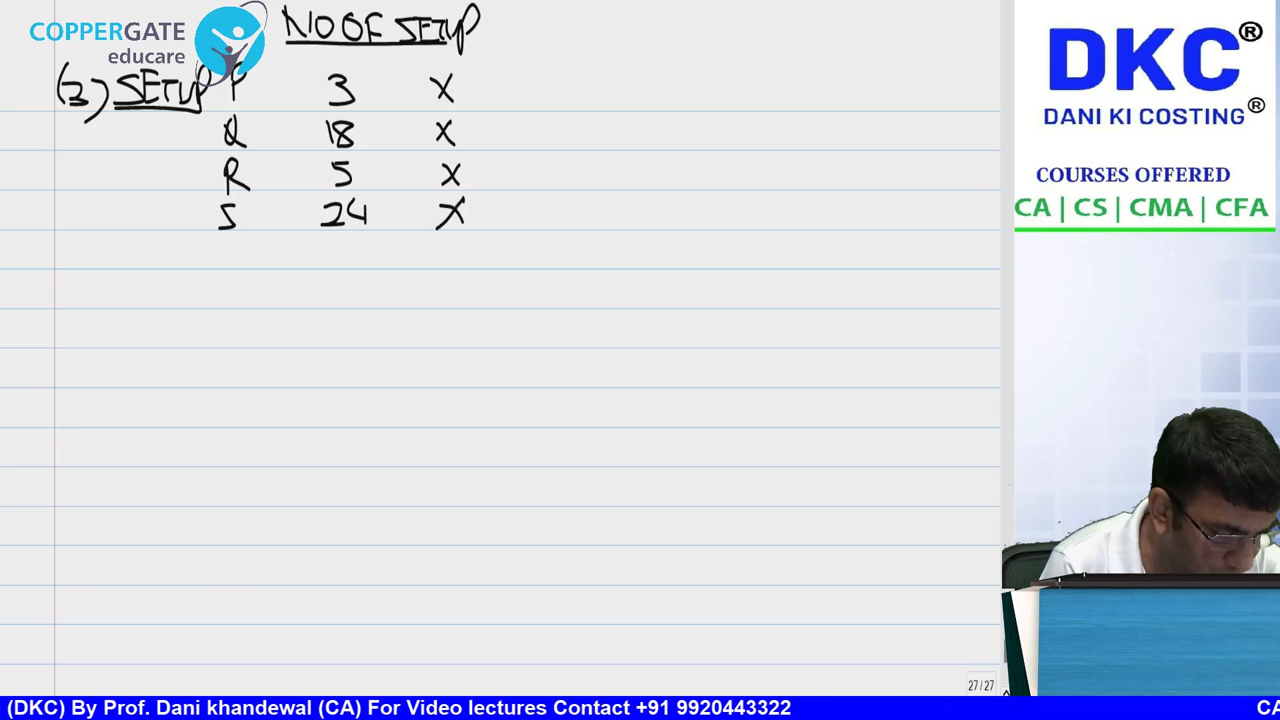 COPPERGATE
educare
NO OF SETUP
(3) SETUP P 3 X
Q 18 X
R 5 X
S 24 X
DKC®
DANI KI COSTING®
COURSES OFFERED
CA | CS | CMA | CFA
27/27
(DKC) By Prof. Dani khandewal (CA) For Video lectures Contact +91 9920443322
CA